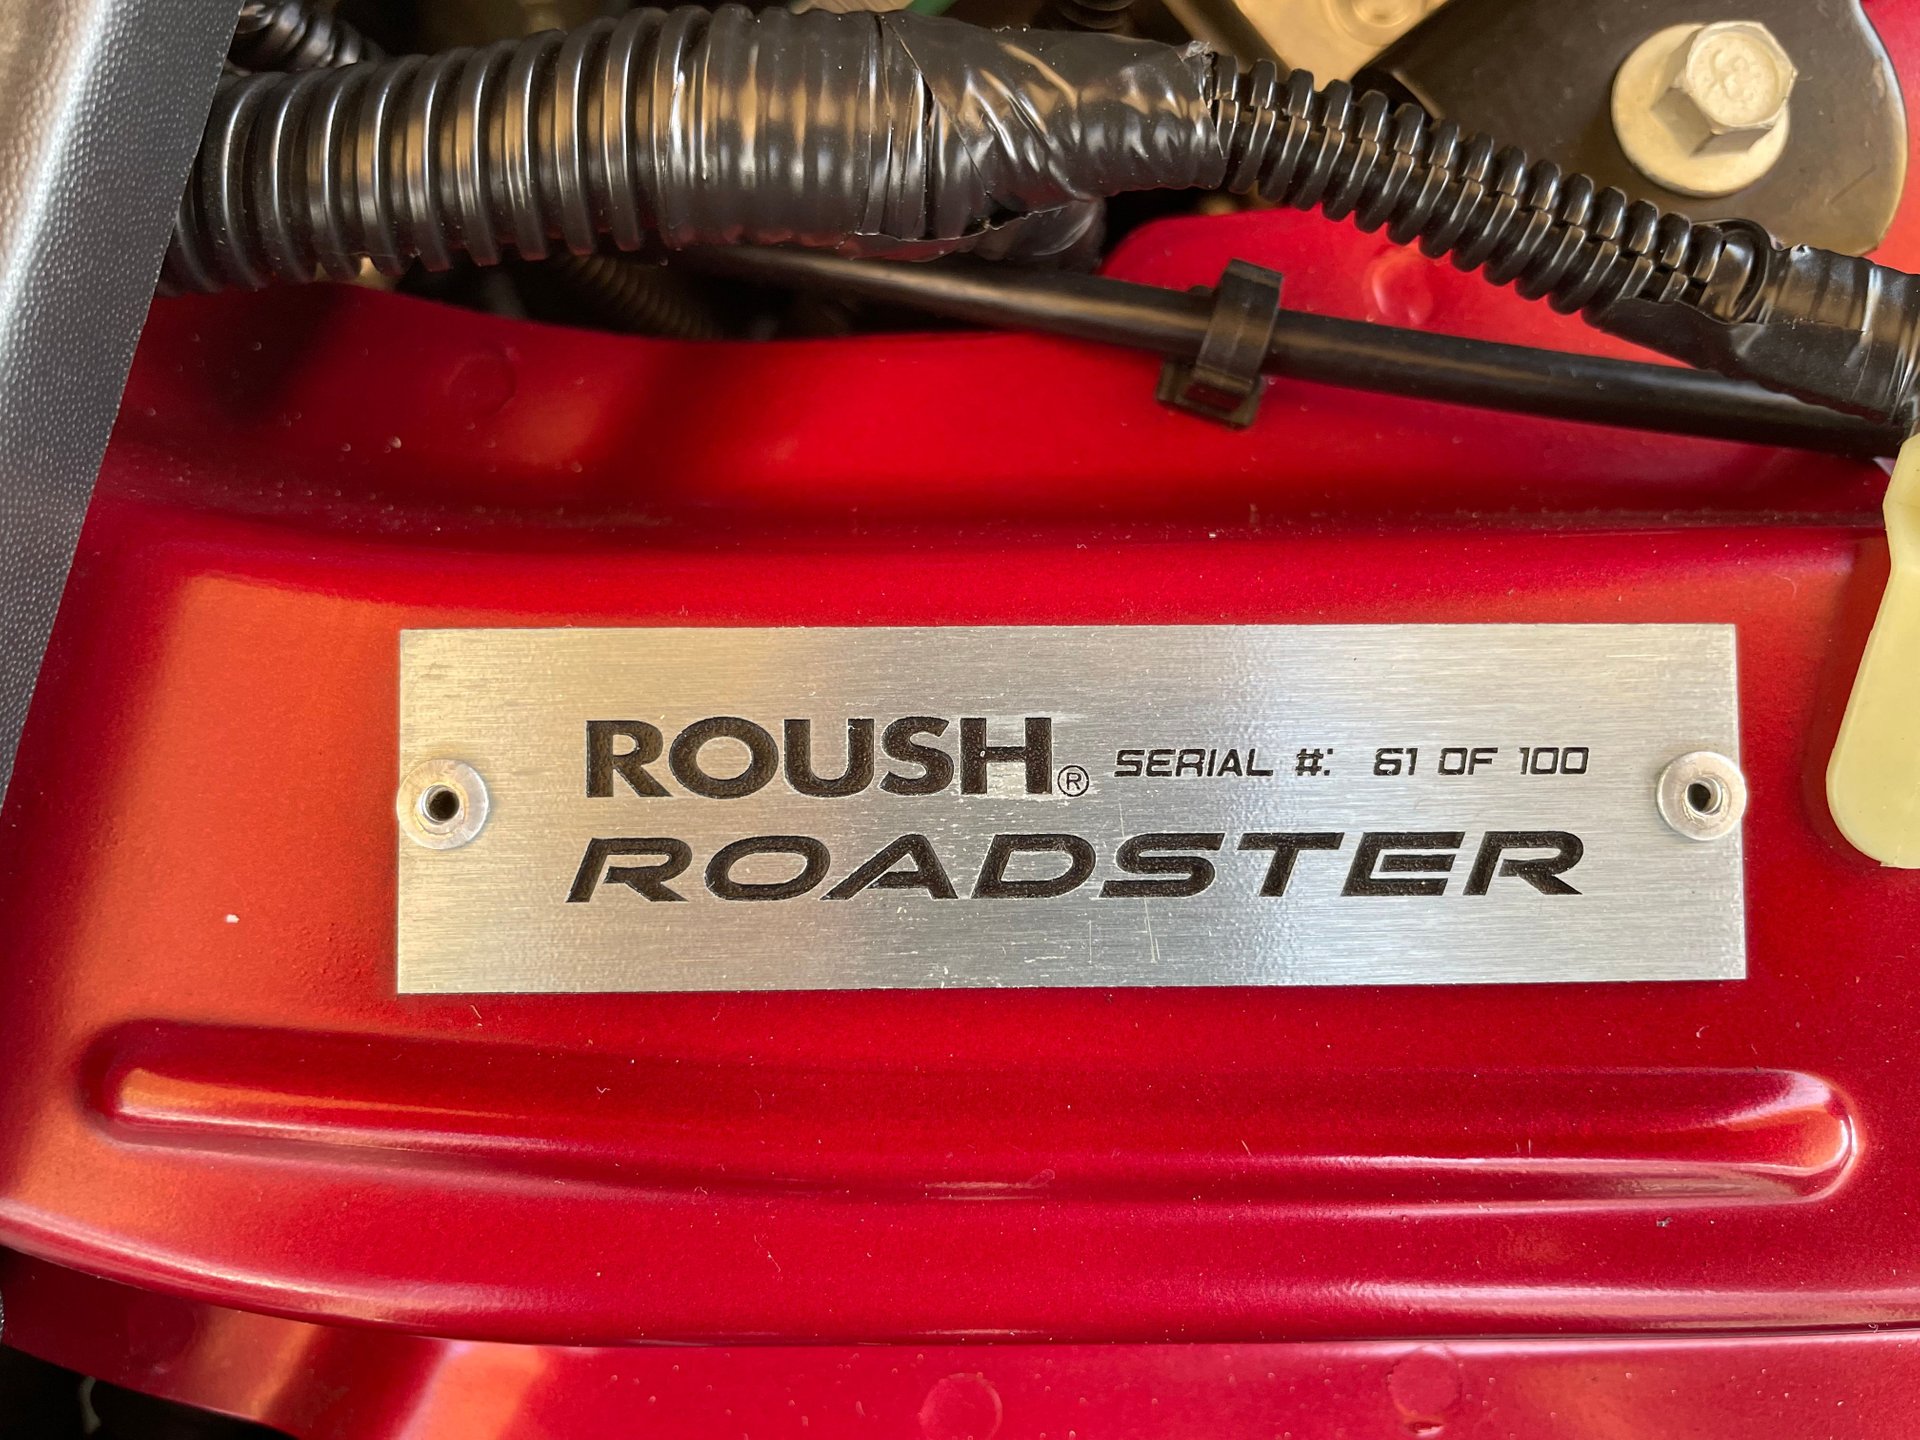 ROUSH® SERIAL #: 61 OF 100
ROADSTER